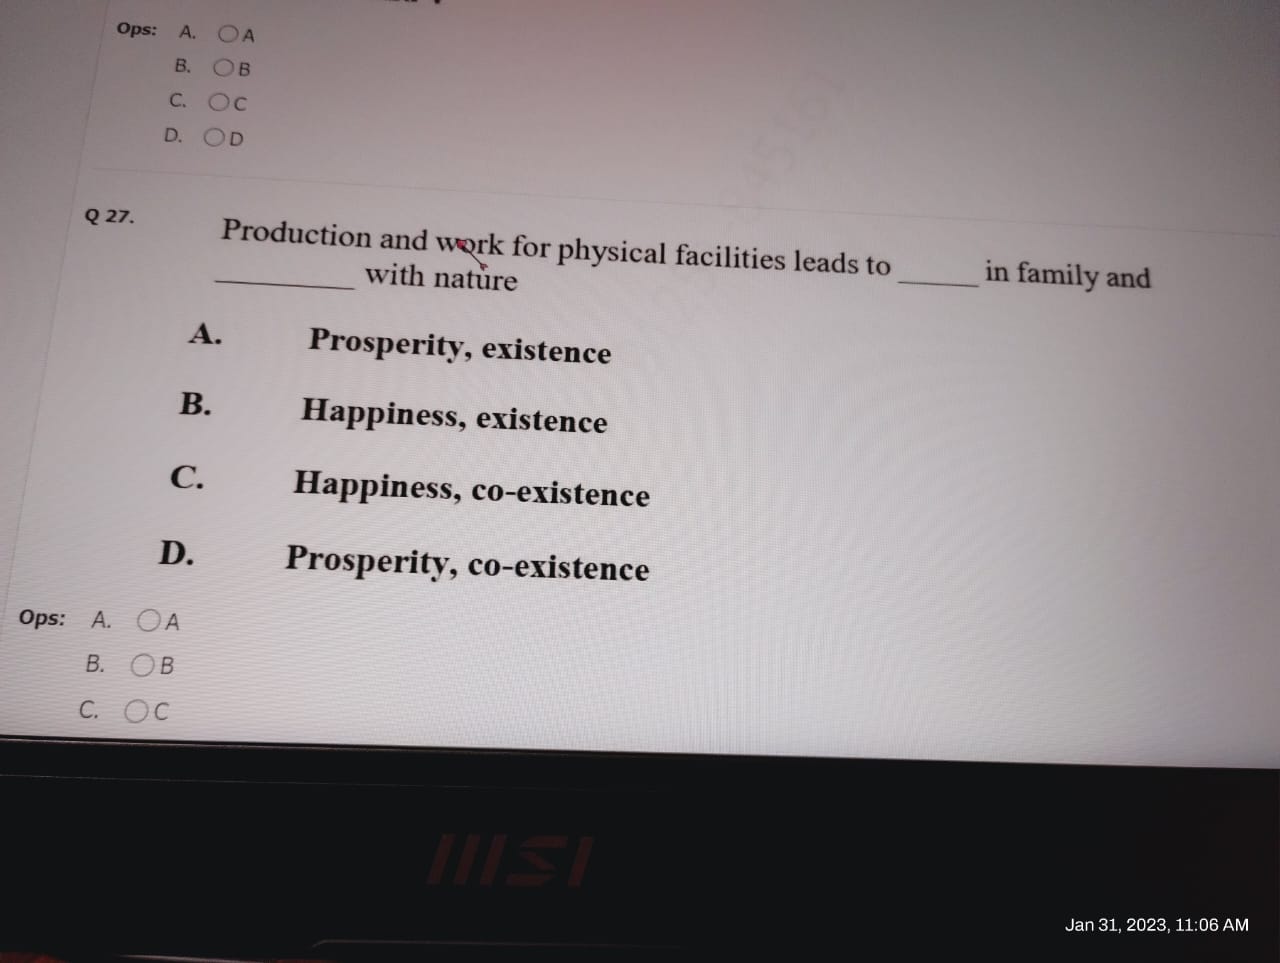 Ops: A. A
B. B
C. C
D. D
Q 27. Production and work for physical facilities leads to ______ in family and
__________ with nature
A. Prosperity, existence
B. Happiness, existence
C. Happiness, co-existence
D. Prosperity, co-existence
Ops: A. A
B. B
C. C
msi
Jan 31, 2023, 11:06 AM